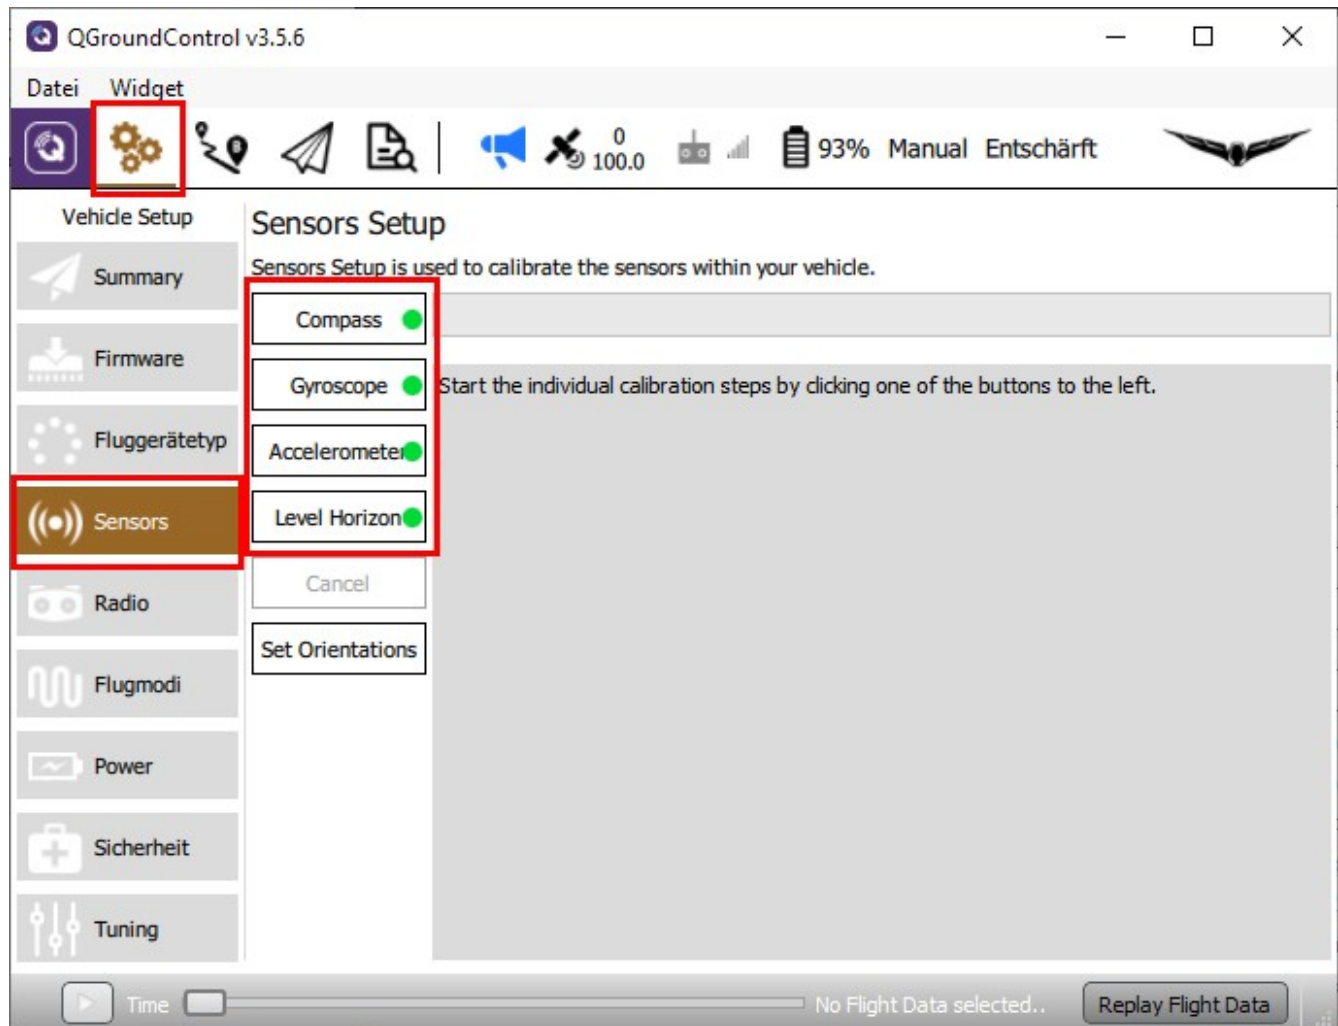 QGroundControl v3.5.6
Datei Widget
0
100.0
93% Manual Entschärft
Vehicle Setup
Summary
Firmware
Fluggerätetyp
Sensors
Radio
Flugmodi
Power
Sicherheit
Tuning
Sensors Setup
Sensors Setup is used to calibrate the sensors within your vehicle.
Compass
Gyroscope
Accelerometer
Level Horizon
Cancel
Set Orientations
Start the individual calibration steps by clicking one of the buttons to the left.
Time
No Flight Data selected..
Replay Flight Data